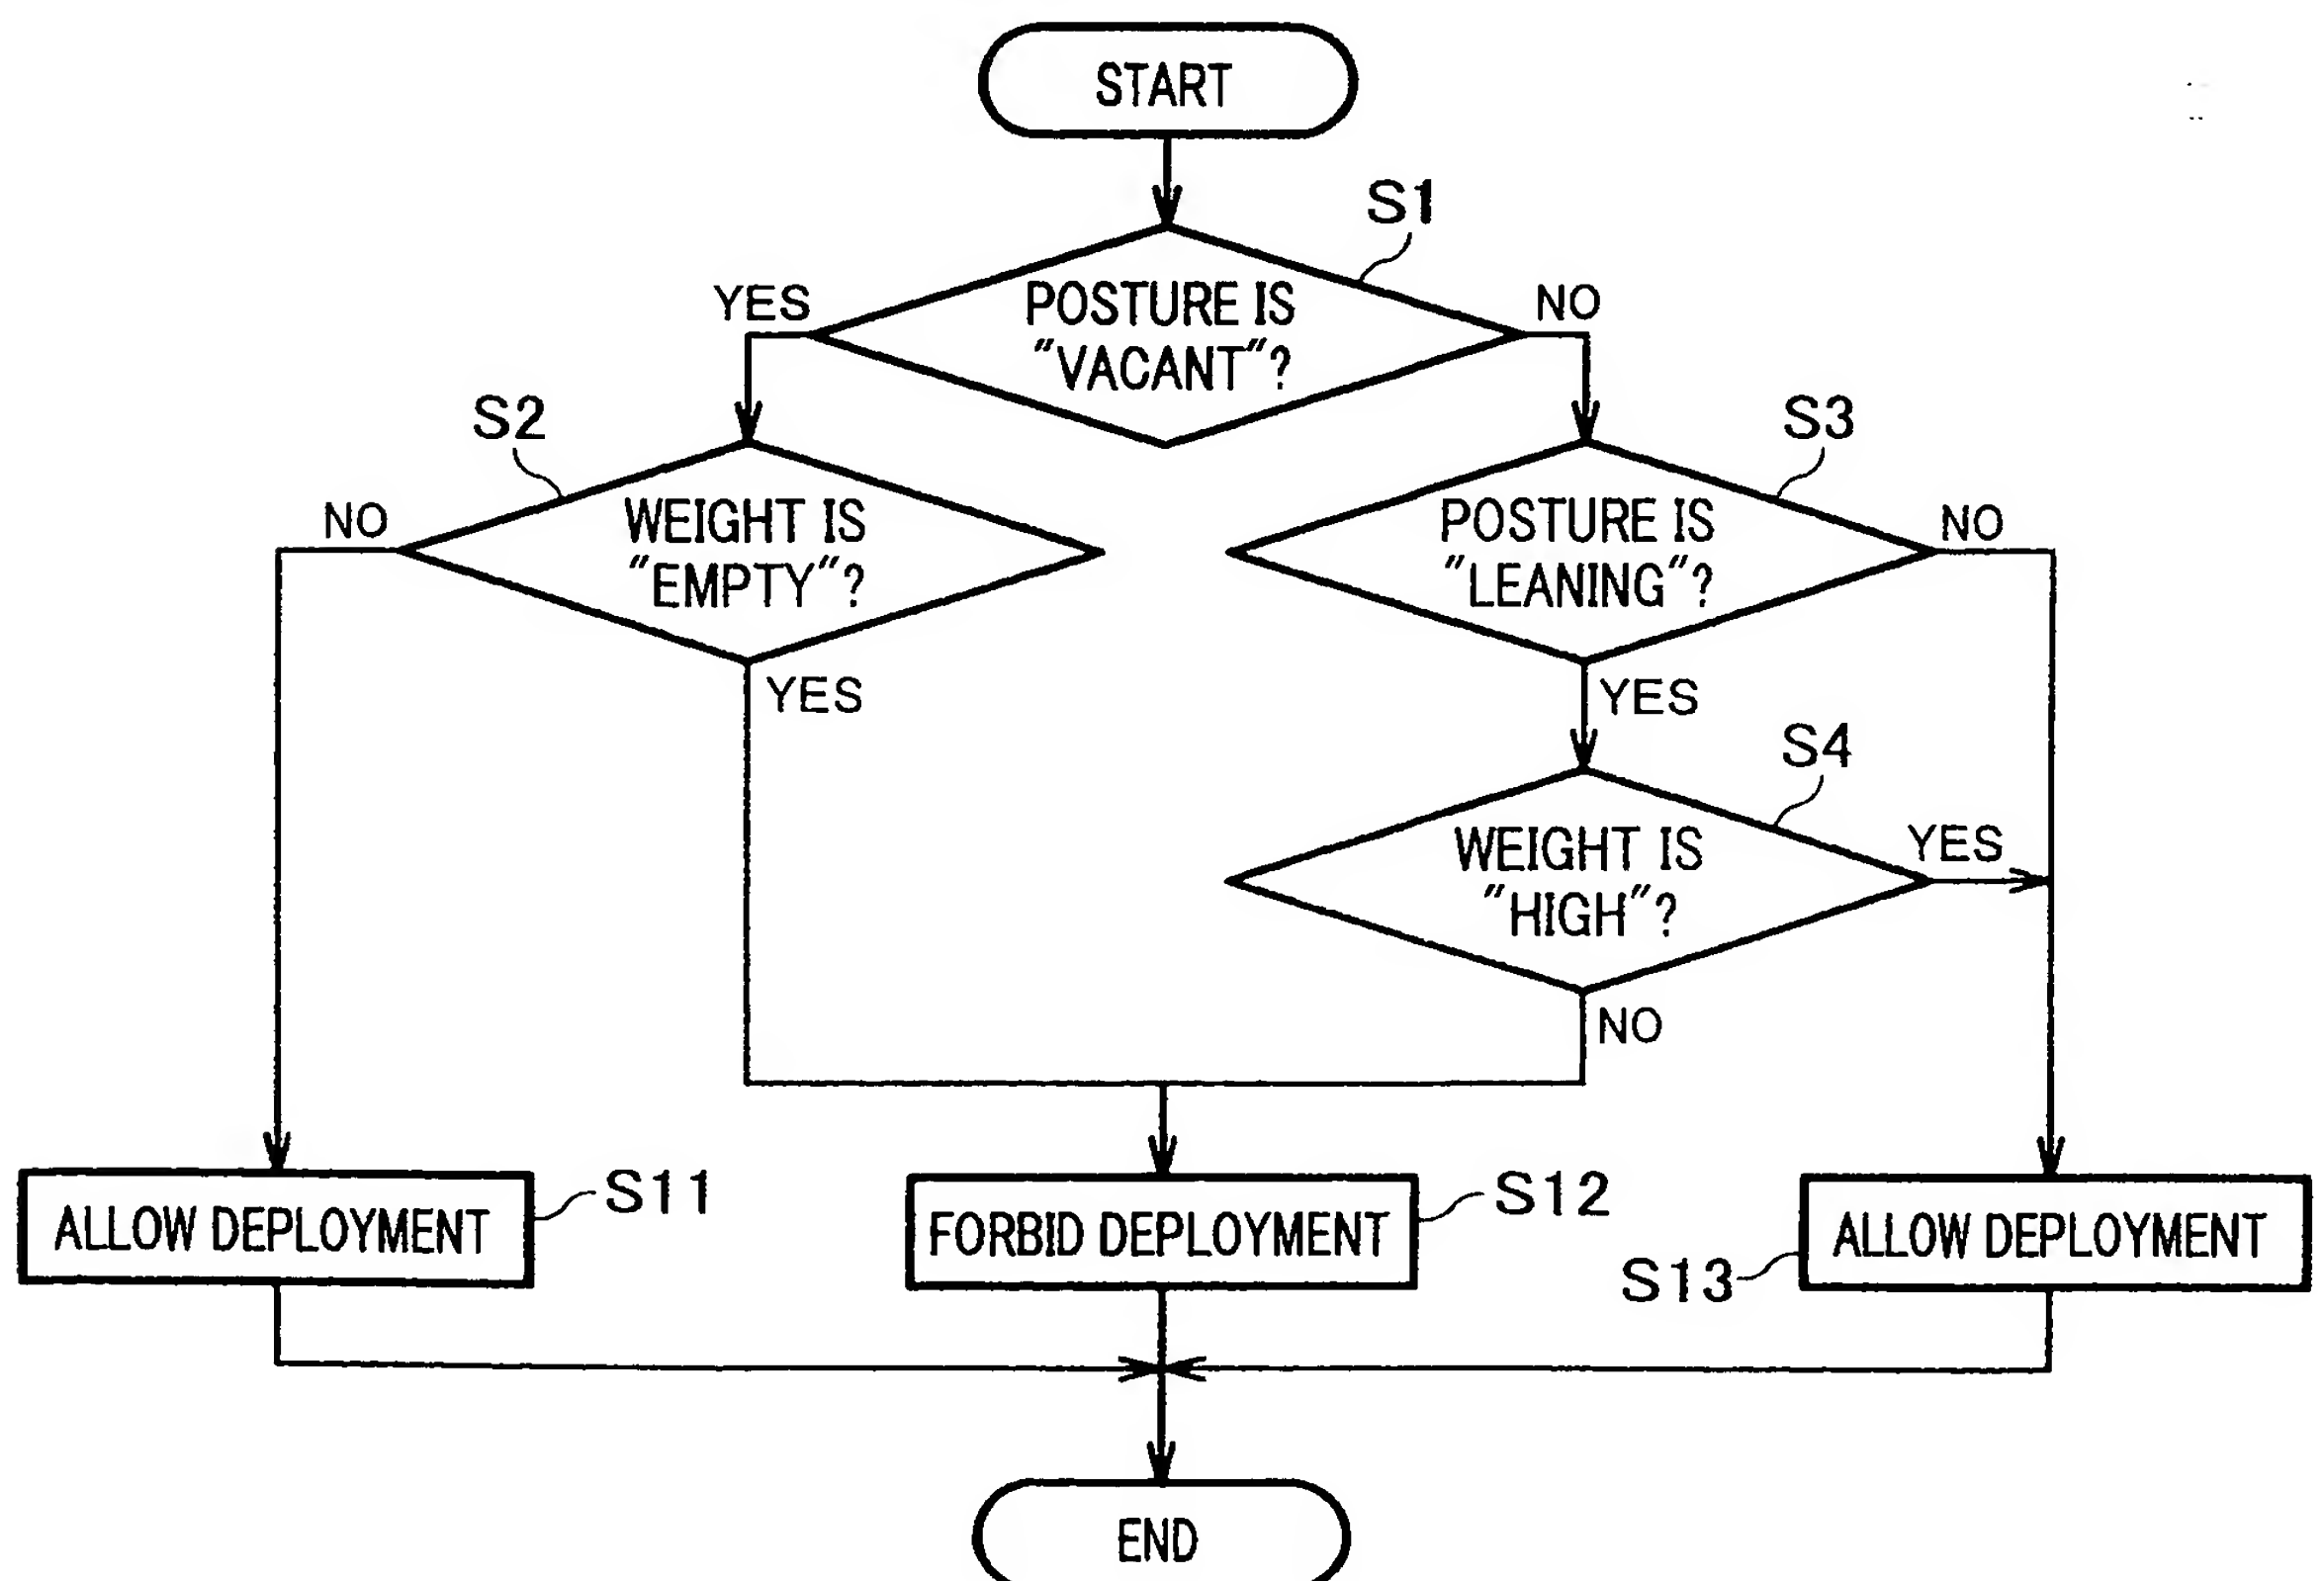 START
S1
YES
POSTURE IS
"VACANT"?
NO
S2
NO
WEIGHT IS
"EMPTY"?
YES
S3
POSTURE IS
"LEANING"?
NO
YES
S4
WEIGHT IS
"HIGH"?
YES
NO
ALLOW DEPLOYMENT
S11
FORBID DEPLOYMENT
S12
ALLOW DEPLOYMENT
S13
END